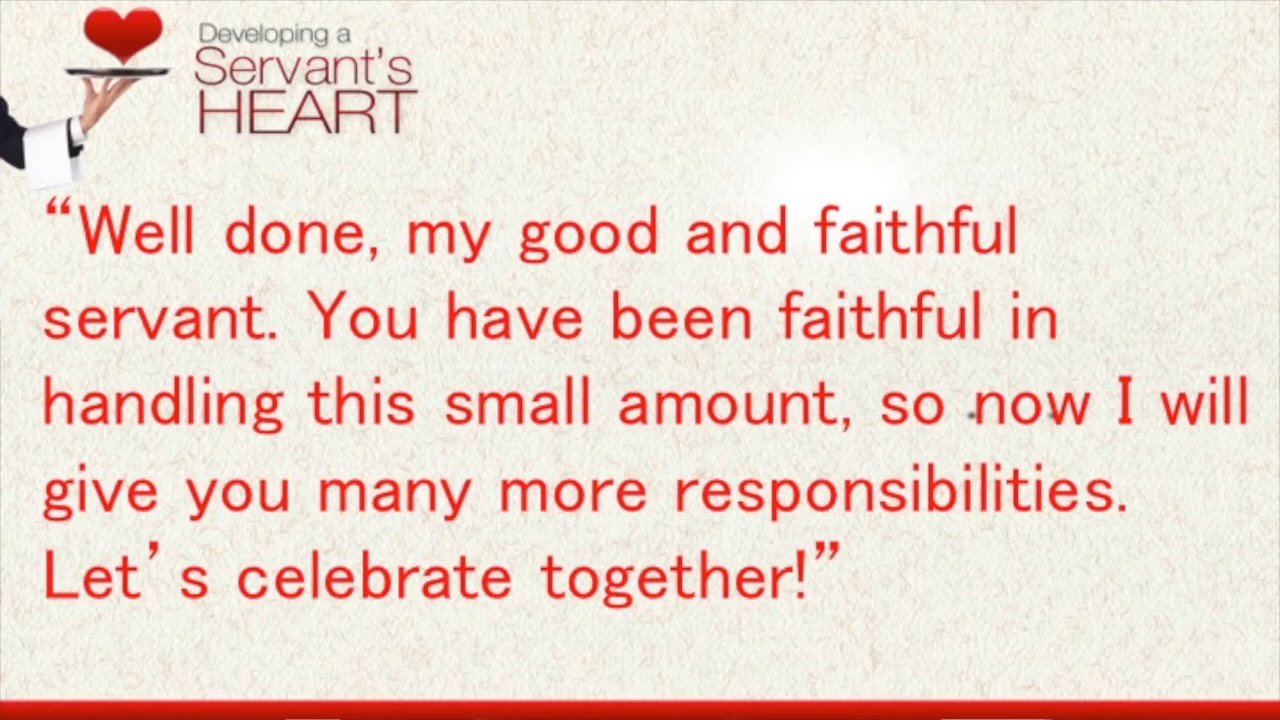 Developing a
Servant's
HEART
“Well done, my good and faithful
servant. You have been faithful in
handling this small amount, so now I will
give you many more responsibilities.
Let’s celebrate together!”